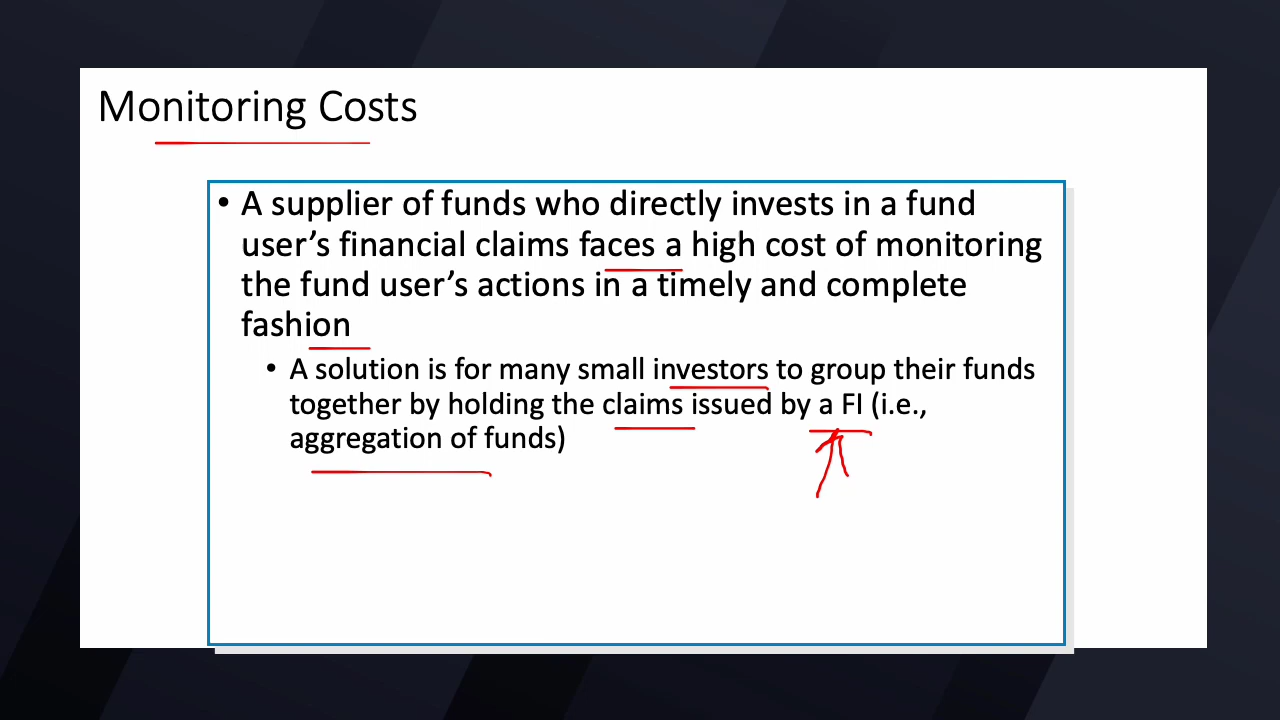 Monitoring Costs
• A supplier of funds who directly invests in a fund
user’s financial claims faces a high cost of monitoring
the fund user’s actions in a timely and complete
fashion
• A solution is for many small investors to group their funds
together by holding the claims issued by a FI (i.e.,
aggregation of funds)